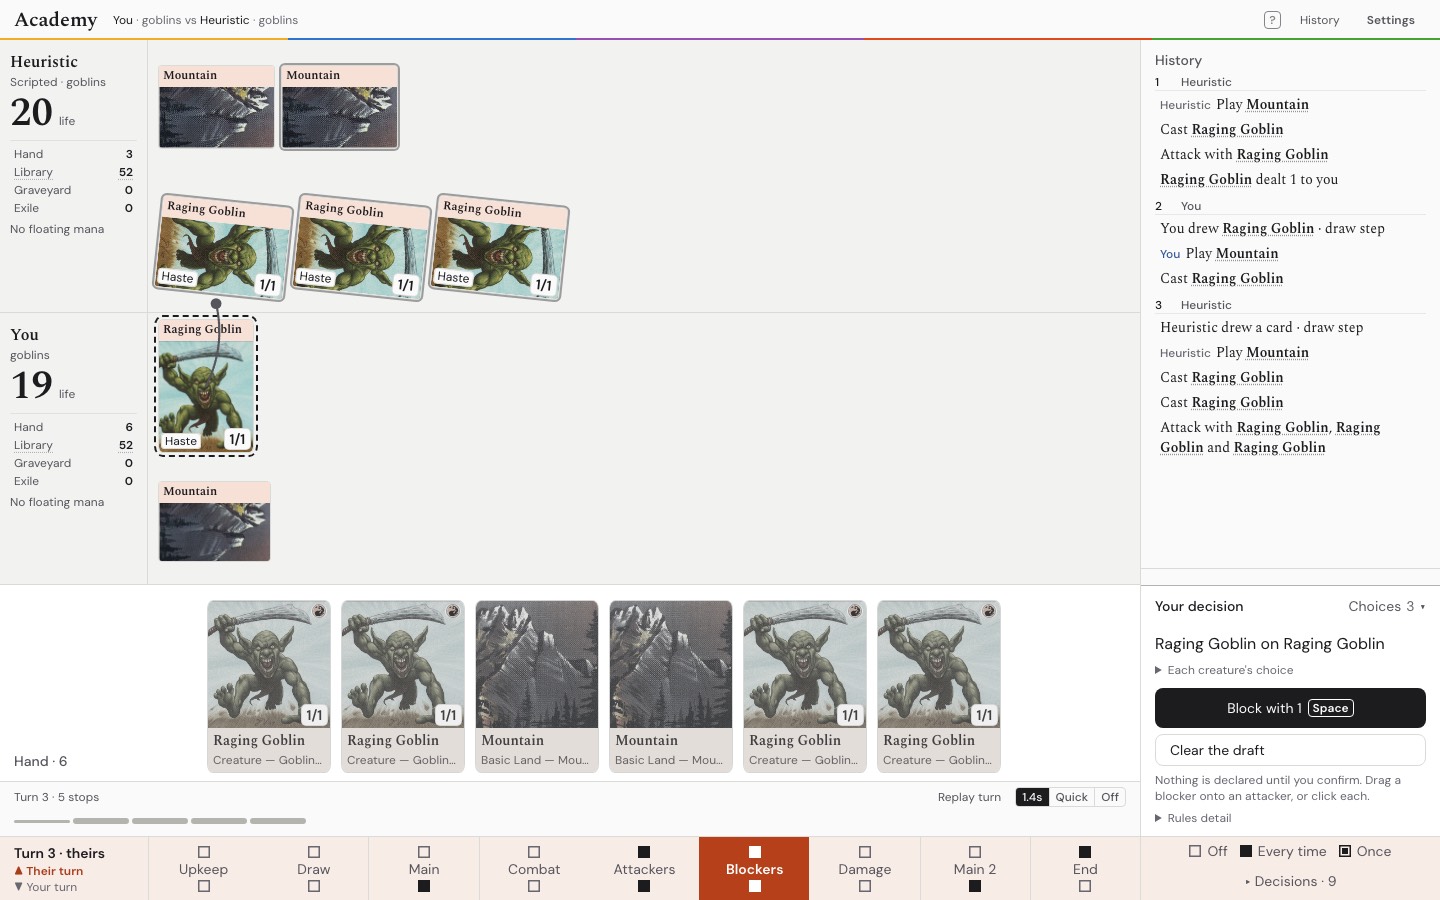 Academy
You · goblins vs Heuristic · goblins
?
History
Settings
Heuristic
Scripted · goblins
20 life
Hand 3
Library 52
Graveyard 0
Exile 0
No floating mana
Mountain
Mountain
Raging Goblin
Haste
1/1
Raging Goblin
Haste
1/1
Raging Goblin
Haste
1/1
You
goblins
19 life
Hand 6
Library 52
Graveyard 0
Exile 0
No floating mana
Raging Goblin
Haste
1/1
Mountain
Hand · 6
1/1
Raging Goblin
Creature — Goblin...
1/1
Raging Goblin
Creature — Goblin...
Mountain
Basic Land — Mou...
Mountain
Basic Land — Mou...
1/1
Raging Goblin
Creature — Goblin...
1/1
Raging Goblin
Creature — Goblin...
History
1 Heuristic
Heuristic Play Mountain
Cast Raging Goblin
Attack with Raging Goblin
Raging Goblin dealt 1 to you
2 You
You drew Raging Goblin · draw step
You Play Mountain
Cast Raging Goblin
3 Heuristic
Heuristic drew a card · draw step
Heuristic Play Mountain
Cast Raging Goblin
Cast Raging Goblin
Attack with Raging Goblin, Raging
Goblin and Raging Goblin
Your decision
Choices 3
Raging Goblin on Raging Goblin
Each creature's choice
Block with 1 Space
Clear the draft
Nothing is declared until you confirm. Drag a
blocker onto an attacker, or click each.
Rules detail
Turn 3 · 5 stops
Replay turn
1.4s
Quick
Off
Turn 3 · theirs
Their turn
Your turn
Upkeep
Draw
Main
Combat
Attackers
Blockers
Damage
Main 2
End
Off
Every time
Once
Decisions · 9